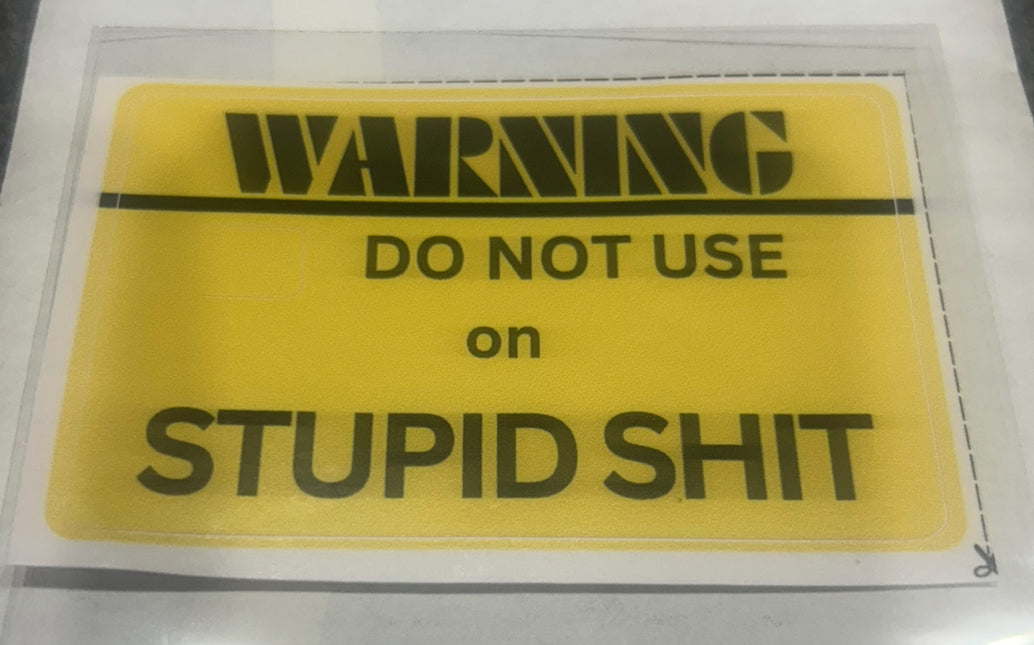 WARNING
DO NOT USE
on
STUPID SHIT